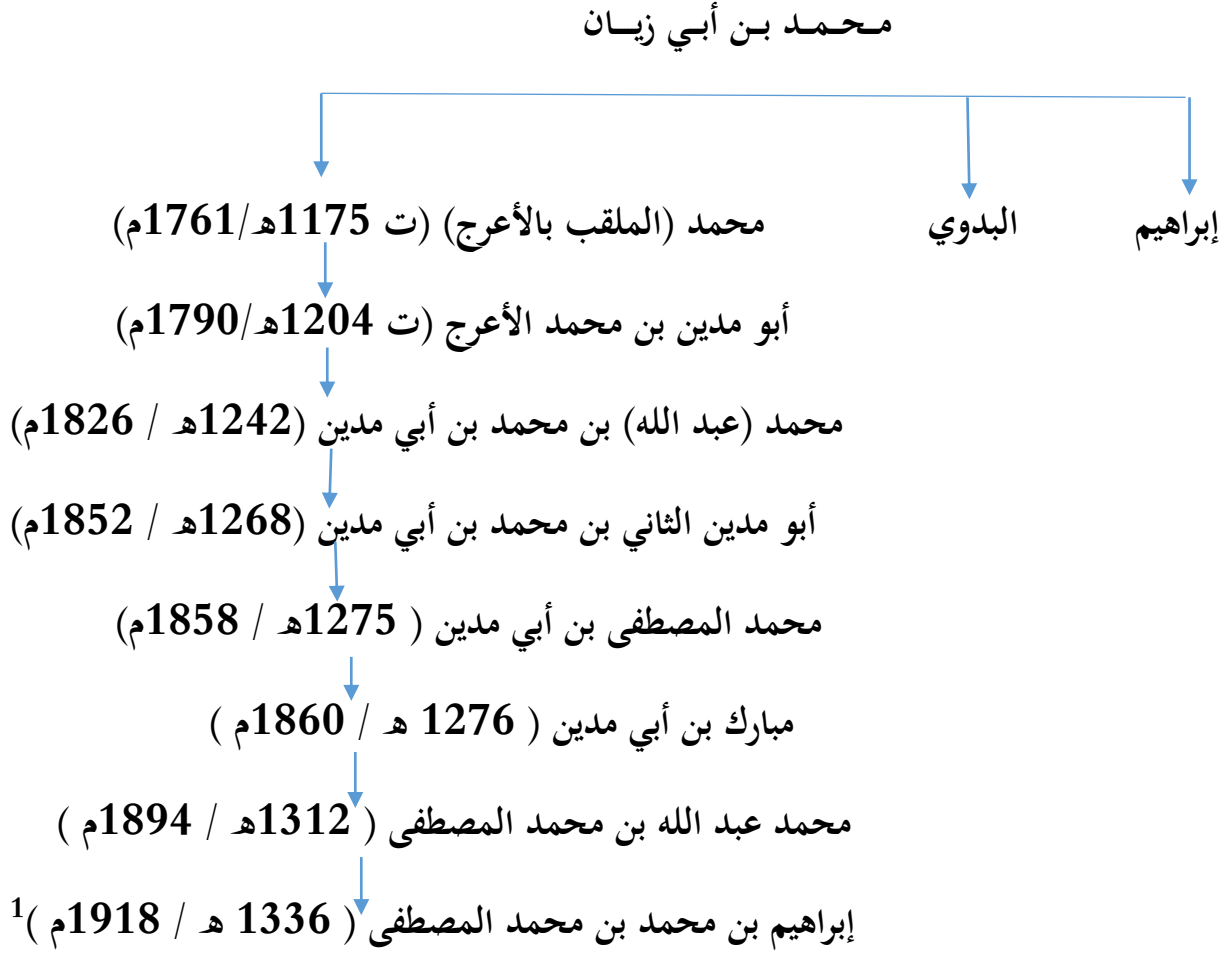 محمد بن أبي زيان
إبراهيم البدوي محمد (الملقب بالأعرج) (ت 1175هـ/1761م)
أبو مدين بن محمد الأعرج (ت 1204هـ/1790م)
محمد (عبد الله) بن محمد بن أبي مدين (1242هـ / 1826م)
أبو مدين الثاني بن محمد بن أبي مدين (1268هـ / 1852م)
محمد المصطفى بن أبي مدين ( 1275هـ / 1858م)
مبارك بن أبي مدين ( 1276 هـ / 1860م )
محمد عبد الله بن محمد المصطفى ( 1312هـ / 1894م )
إبراهيم بن محمد بن محمد المصطفى ( 1336 هـ / 1918م )1